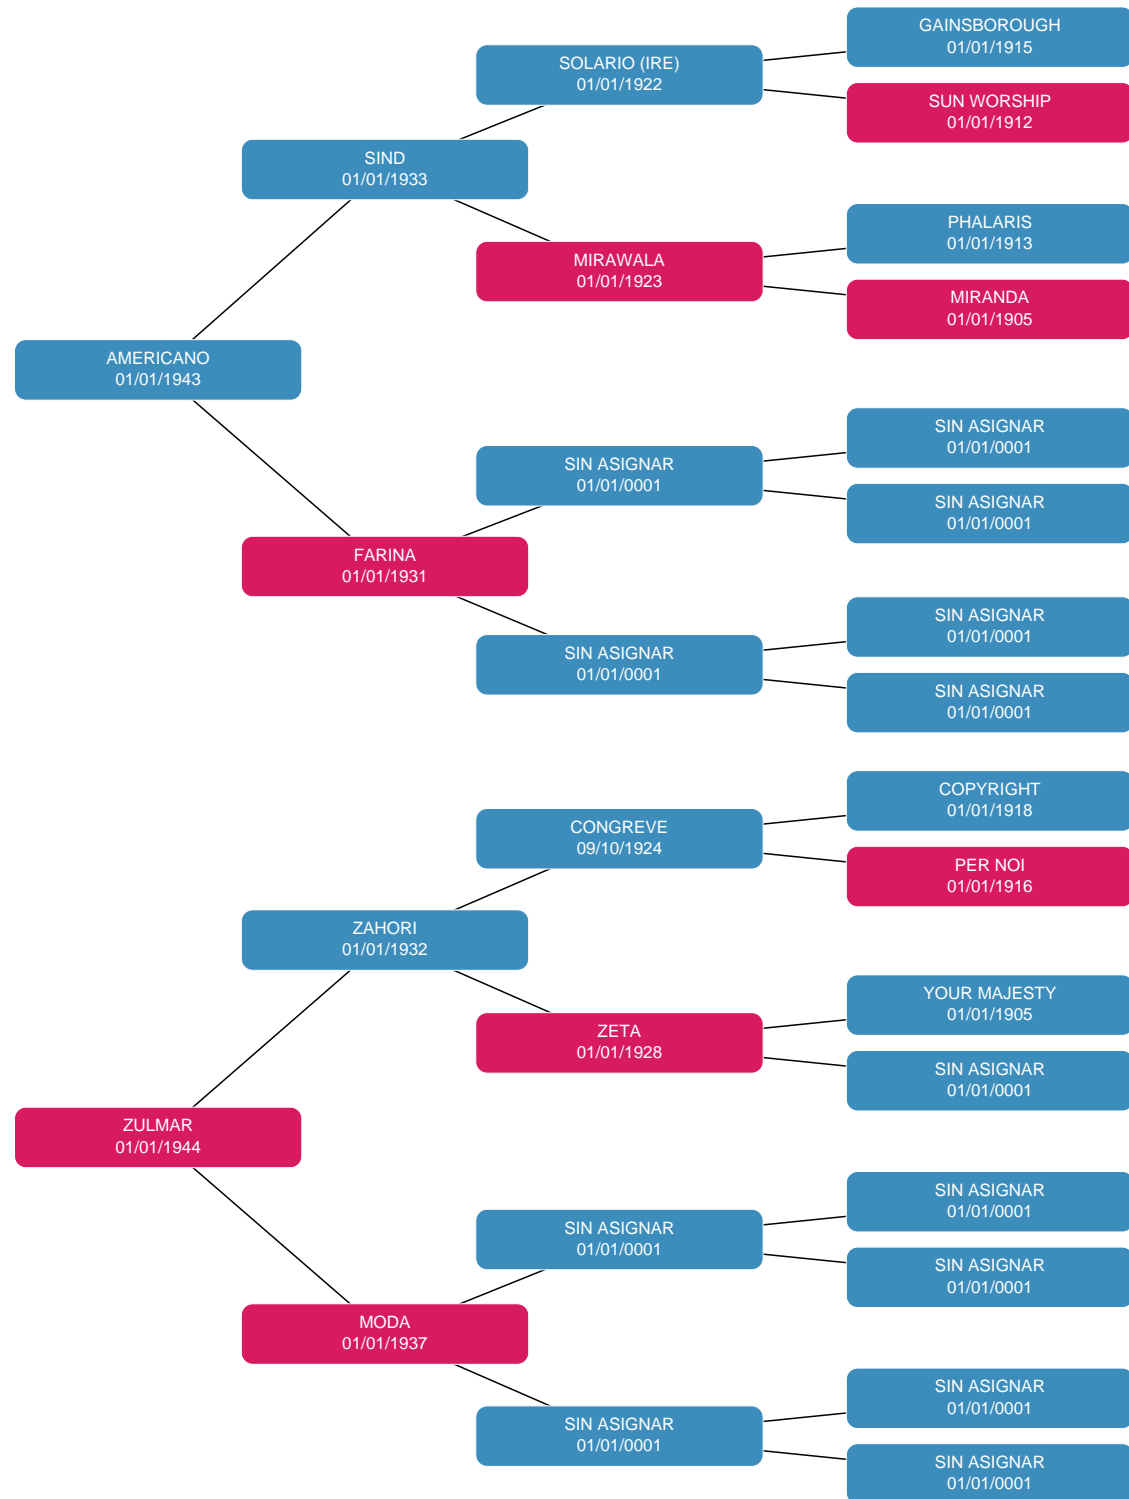 GAINSBOROUGH
01/01/1915
SOLARIO (IRE)
01/01/1922
SUN WORSHIP
01/01/1912
SIND
01/01/1933
PHALARIS
01/01/1913
MIRAWALA
01/01/1923
MIRANDA
01/01/1905
AMERICANO
01/01/1943
SIN ASIGNAR
01/01/0001
SIN ASIGNAR
01/01/0001
SIN ASIGNAR
01/01/0001
FARINA
01/01/1931
SIN ASIGNAR
01/01/0001
SIN ASIGNAR
01/01/0001
SIN ASIGNAR
01/01/0001
COPYRIGHT
01/01/1918
CONGREVE
09/10/1924
PER NOI
01/01/1916
ZAHORI
01/01/1932
YOUR MAJESTY
01/01/1905
ZETA
01/01/1928
SIN ASIGNAR
01/01/0001
ZULMAR
01/01/1944
SIN ASIGNAR
01/01/0001
SIN ASIGNAR
01/01/0001
SIN ASIGNAR
01/01/0001
MODA
01/01/1937
SIN ASIGNAR
01/01/0001
SIN ASIGNAR
01/01/0001
SIN ASIGNAR
01/01/0001